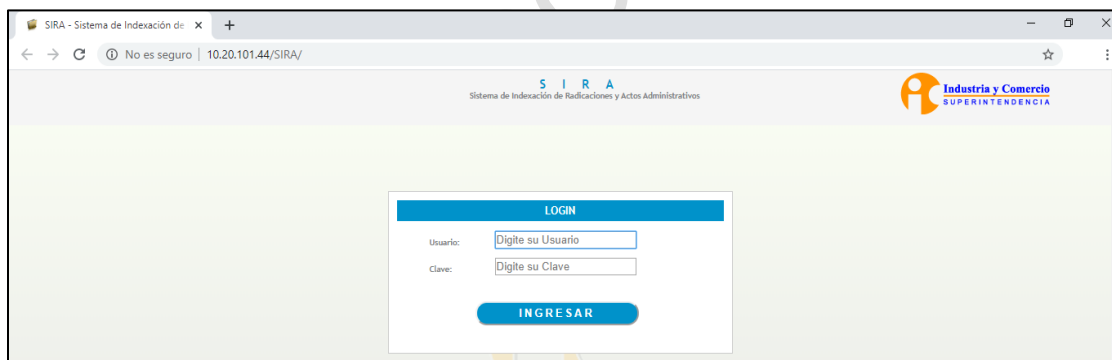 SIRA - Sistema de Indexación de
No es seguro | 10.20.101.44/SIRA/
S I R A
Sistema de Indexación de Radicaciones y Actos Administrativos
Industria y Comercio
SUPERINTENDENCIA
LOGIN
Usuario: Digite su Usuario
Clave: Digite su Clave
INGRESAR